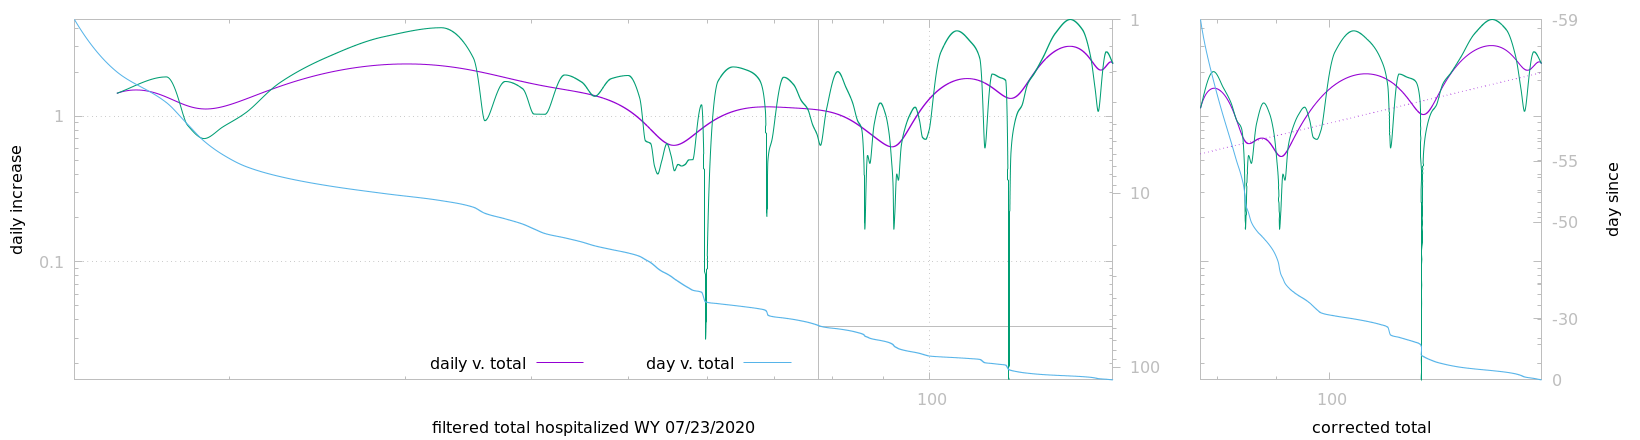 daily increase
1
0.1
daily v. total
day v. total
1
10
100
100
filtered total hospitalized WY 07/23/2020
-59
-55
-50
-30
0
100
day since
corrected total